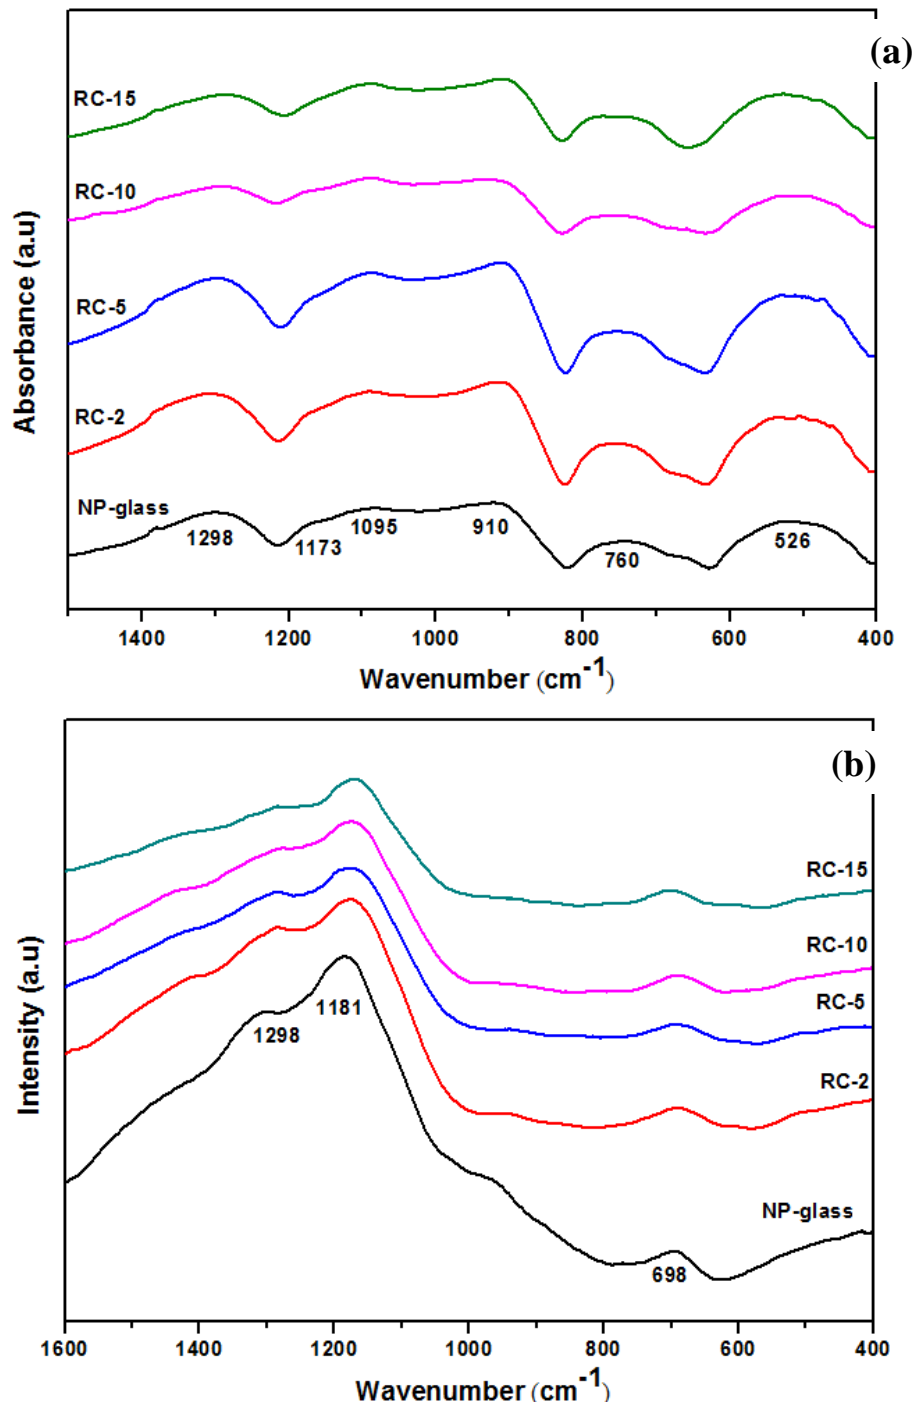 (a)
RC-15
RC-10
RC-5
RC-2
NP-glass
1298
1173
1095
910
760
526
Absorbance (a.u)
1400 1200 1000 800 600 400
Wavenumber (cm-1)
(b)
RC-15
RC-10
RC-5
RC-2
NP-glass
1298
1181
698
Intensity (a.u)
1600 1400 1200 1000 800 600 400
Wavenumber (cm-1)